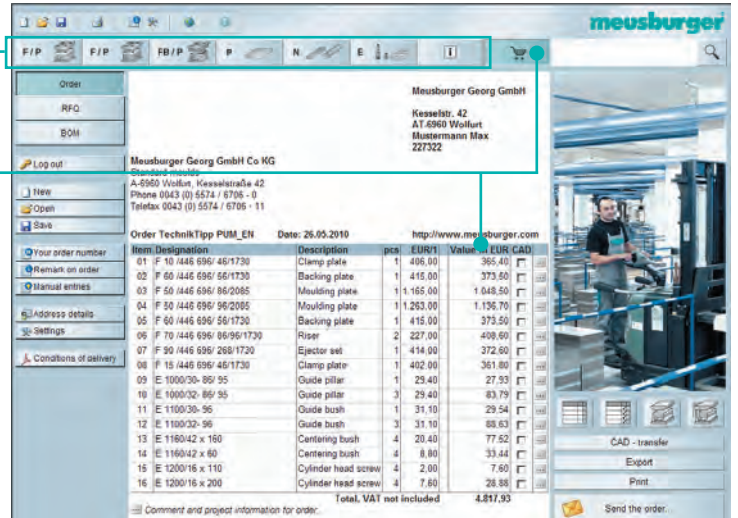 meusburger
F/P F/P FB/P P N E i
Order
RFQ
BOM
Log out
New
Open
Save
Your order number
Remark on order
Manual entries
Address details
Settings
Conditions of delivery
Meusburger Georg GmbH
Kesselstr. 42
AT-6960 Wolfurt
Mustermann Max
227322
Meusburger Georg GmbH Co KG
Standard moulds
A-6960 Wolfurt, Kesselstraße 42
Phone 0043 (0) 5574 / 6706 - 0
Telefax 0043 (0) 5574 / 6706 - 11
Order TechnikTipp PUM_EN Date: 26.05.2010 http://www.meusburger.com
Item Designation Description pcs EUR/1 Value in EUR CAD
01 F 10 /446 696/ 46/1730 Clamp plate 1 406,00 365,40
02 F 60 /446 696/ 56/1730 Backing plate 1 415,00 373,50
03 F 50 /446 696/ 86/2085 Moulding plate 1 1.165,00 1.048,50
04 F 50 /446 696/ 96/2085 Moulding plate 1 1.263,00 1.136,70
05 F 60 /446 696/ 56/1730 Backing plate 1 415,00 373,50
06 F 70 /446 696/ 86/96/1730 Riser 2 227,00 408,60
07 F 90 /446 696/ 268/1730 Ejector set 1 414,00 372,60
08 F 15 /446 696/ 46/1730 Clamp plate 1 402,00 361,80
09 E 1000/30- 86/ 95 Guide pillar 1 29,40 27,93
10 E 1000/32- 86/ 95 Guide pillar 3 29,40 83,79
11 E 1100/30- 96 Guide bush 1 31,10 29,54
12 E 1100/32- 96 Guide bush 3 31,10 88,63
13 E 1160/42 x 160 Centering bush 4 20,40 77,52
14 E 1160/42 x 60 Centering bush 4 8,80 33,44
15 E 1200/16 x 110 Cylinder head screw 4 2,00 7,60
16 E 1200/16 x 200 Cylinder head screw 4 7,60 28,88
Total, VAT not included 4.817,93
Comment and project information for order.
CAD - transfer
Export
Print
Send the order.